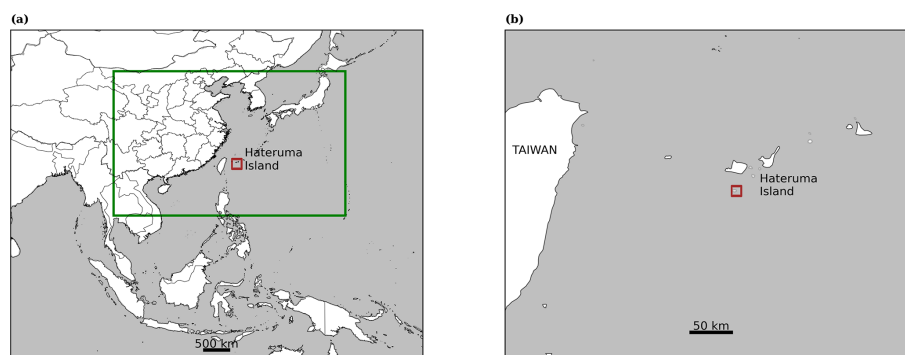 (a)
Hateruma
Island
500 km
(b)
TAIWAN
Hateruma
Island
50 km